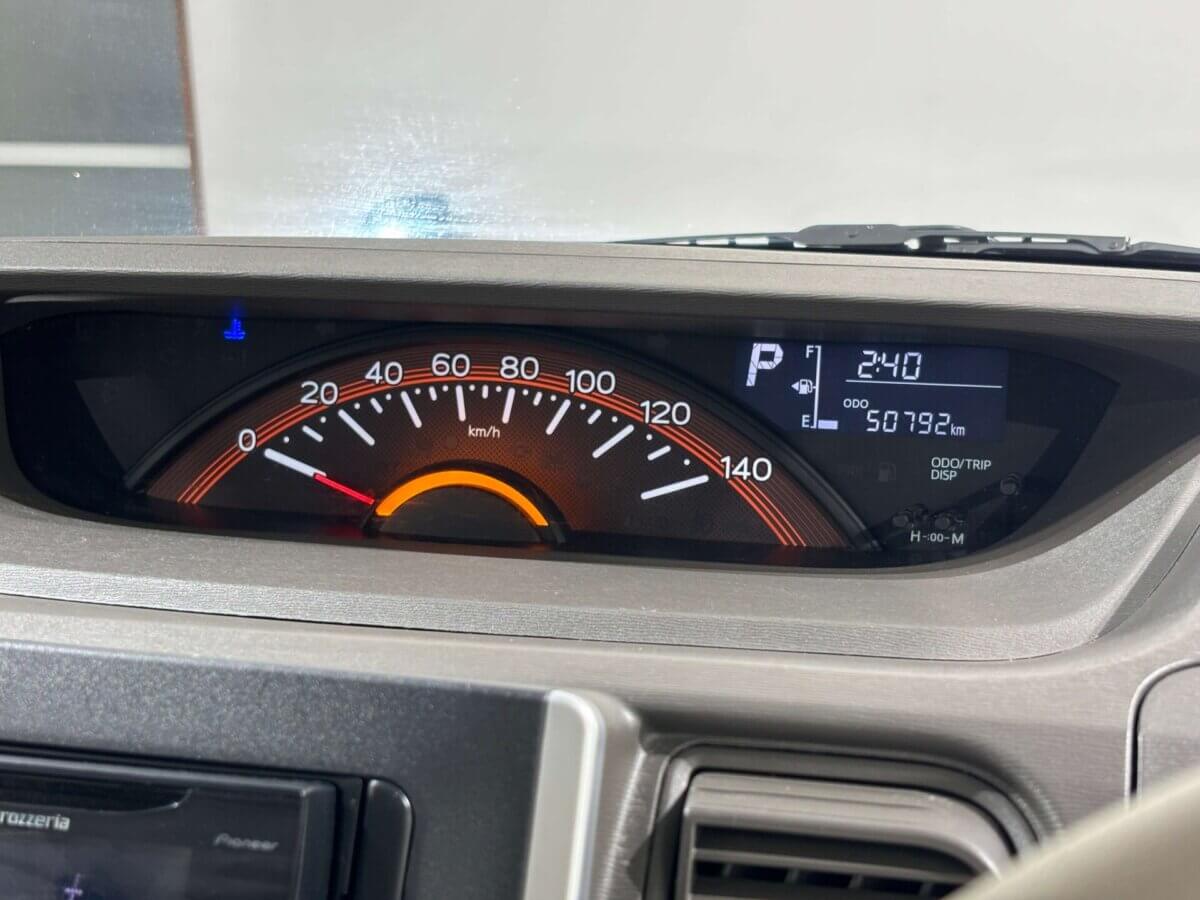 0
20
40
60
80
100
120
140
km/h
P
F
E
2:40
ODO
50792km
ODO/TRIP
DISP
H-:00-M
rozzeria
Pioneer